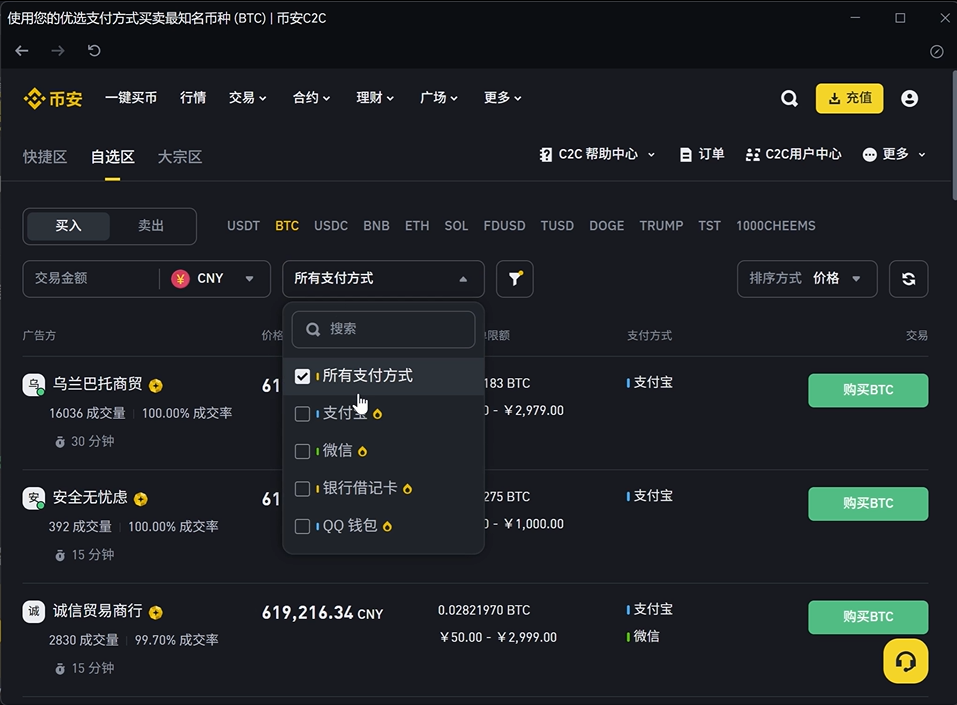 使用您的优选支付方式买卖最知名币种 (BTC) | 币安C2C
币安 一键买币 行情 交易 合约 理财 广场 更多 充值
快捷区 自选区 大宗区 C2C 帮助中心 订单 C2C用户中心 更多
买入 卖出 USDT BTC USDC BNB ETH SOL FDUSD TUSD DOGE TRUMP TST 1000CHEEMS
交易金额 ¥ CNY 所有支付方式 排序方式 价格
搜索
广告方 价格 限额 支付方式 交易
所有支付方式
乌 乌兰巴托商贸 61 183 BTC 支付宝 购买BTC
16036 成交量 100.00% 成交率 支付宝 - ¥2,979.00
30 分钟 微信
银行借记卡
安 安全无忧虑 61 275 BTC 支付宝 购买BTC
392 成交量 100.00% 成交率 QQ 钱包 - ¥1,000.00
15 分钟
诚 诚信贸易商行 619,216.34 CNY 0.02821970 BTC 支付宝 购买BTC
2830 成交量 99.70% 成交率 ¥50.00 - ¥2,999.00 微信
15 分钟